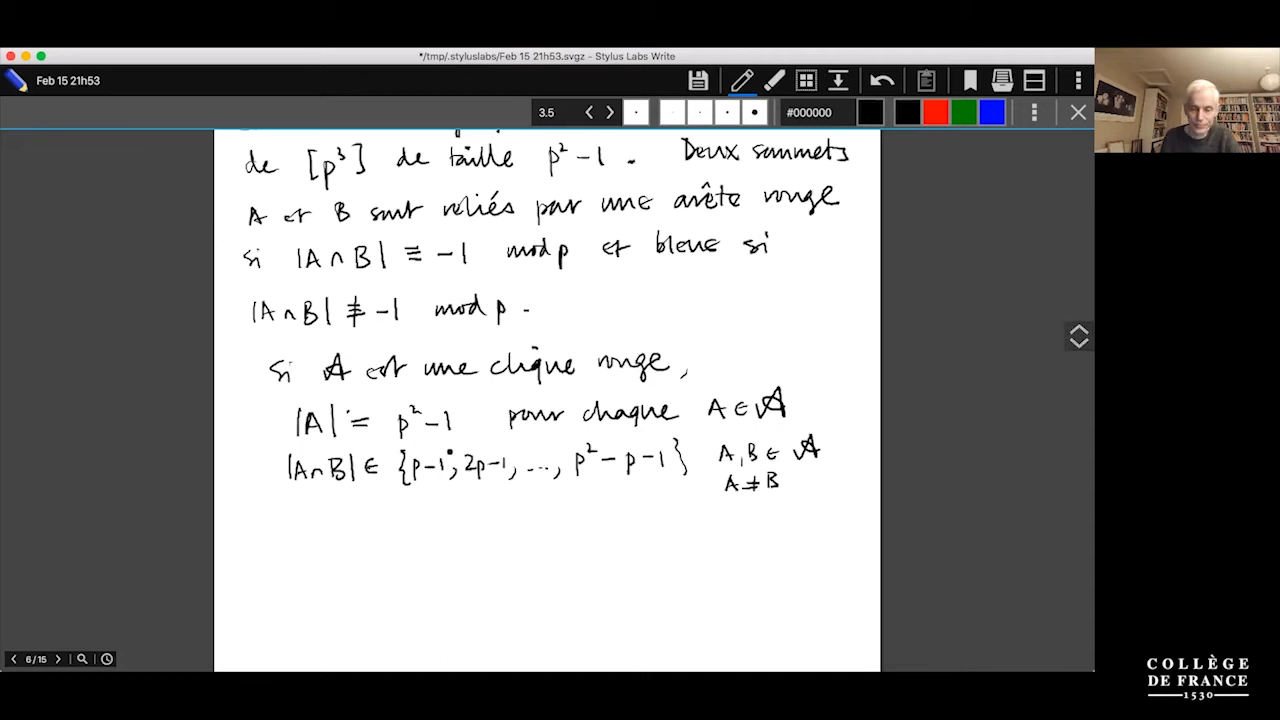 */tmp/.styluslabs/Feb 15 21h53.svgz - Stylus Labs Write
Feb 15 21h53
3.5
#000000
de [p³] de taille p² - 1 . Deux sommets
A et B sont reliés par une arête rouge
si |A ∩ B| ≡ -1 mod p et bleue si
|A ∩ B| ≢ -1 mod p .
si 𝒜 est une clique rouge,
|A| = p² - 1 pour chaque A ∈ 𝒜
|A∩B| ∈ {p-1, 2p-1, ..., p² - p - 1} A, B ∈ 𝒜
A ≠ B
6/15
COLLÈGE
DE FRANCE
1530